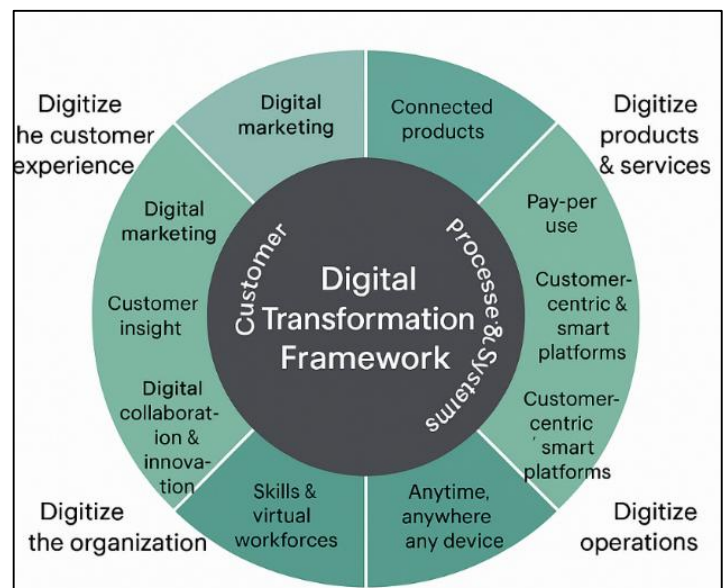 Digitize
he customer
experience
Digital
marketing
Connected
products
Digitize
products
& services
Digital
marketing
Customer
insight
Digital
collaborat-
ion &
innova-
tion
Customer
Digital
Transformation
Framework
Processe·& Systaims
Pay-per
use
Customer-
centric &
smart
platforms
Customer-
centric
smart
platforms
Digitize
the organization
Skills &
virtual
workforces
Anytime,
anywhere
any device
Digitize
operations